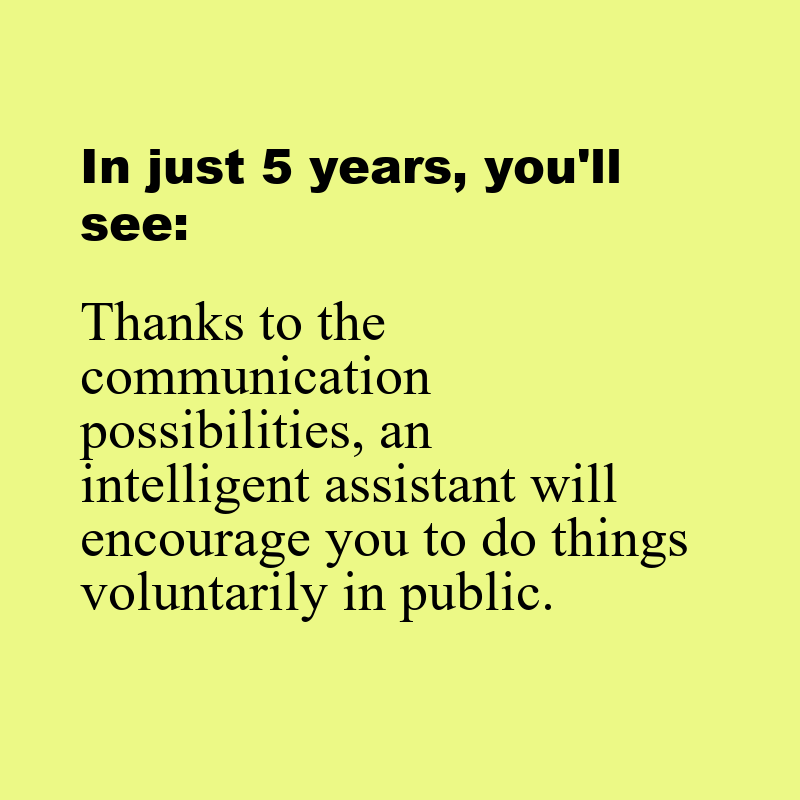 In just 5 years, you'll
see:
Thanks to the
communication
possibilities, an
intelligent assistant will
encourage you to do things
voluntarily in public.